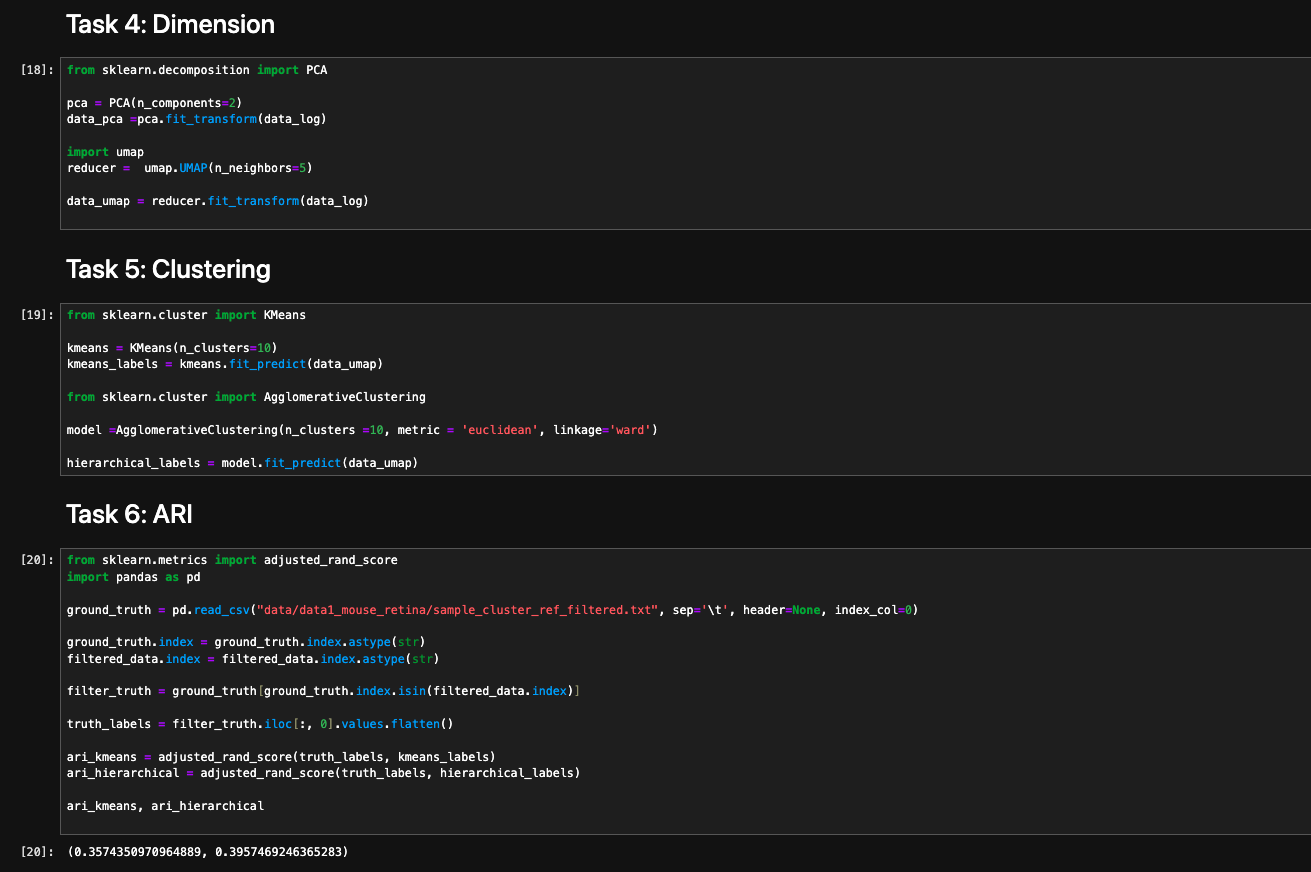 Task 4: Dimension
[18]: from sklearn.decomposition import PCA
pca = PCA(n_components=2)
data_pca =pca.fit_transform(data_log)
import umap
reducer =  umap.UMAP(n_neighbors=5)
data_umap = reducer.fit_transform(data_log)
Task 5: Clustering
[19]: from sklearn.cluster import KMeans
kmeans = KMeans(n_clusters=10)
kmeans_labels = kmeans.fit_predict(data_umap)
from sklearn.cluster import AgglomerativeClustering
model =AgglomerativeClustering(n_clusters =10, metric = 'euclidean', linkage='ward')
hierarchical_labels = model.fit_predict(data_umap)
Task 6: ARI
[20]: from sklearn.metrics import adjusted_rand_score
import pandas as pd
ground_truth = pd.read_csv("data/data1_mouse_retina/sample_cluster_ref_filtered.txt", sep='\t', header=None, index_col=0)
ground_truth.index = ground_truth.index.astype(str)
filtered_data.index = filtered_data.index.astype(str)
filter_truth = ground_truth[ground_truth.index.isin(filtered_data.index)]
truth_labels = filter_truth.iloc[:, 0].values.flatten()
ari_kmeans = adjusted_rand_score(truth_labels, kmeans_labels)
ari_hierarchical = adjusted_rand_score(truth_labels, hierarchical_labels)
ari_kmeans, ari_hierarchical
[20]: (0.3574350970964889, 0.3957469246365283)